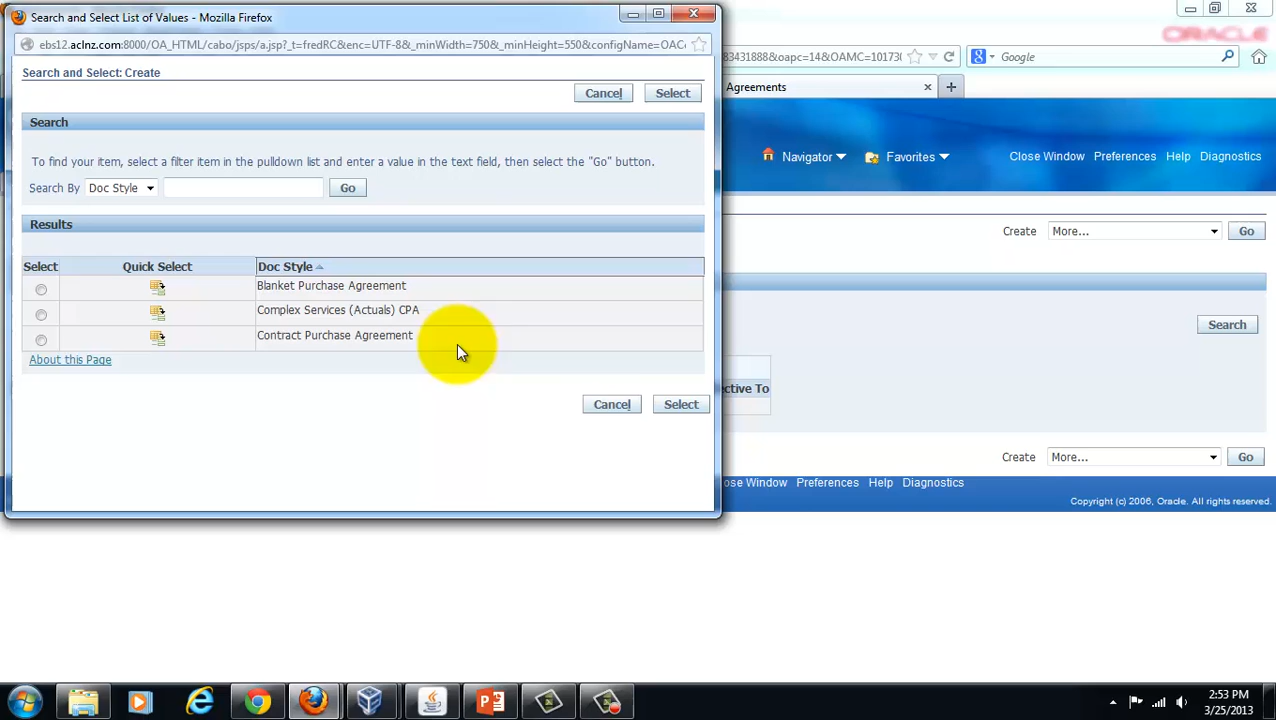 Search and Select List of Values - Mozilla Firefox
ebs12.aclnz.com:8000/OA_HTML/cabo/jsps/a.jsp?_t=fredRC&enc=UTF-8&_minWidth=750&_minHeight=550&configName=OAC
Search and Select: Create
Cancel Select
Search
To find your item, select a filter item in the pulldown list and enter a value in the text field, then select the "Go" button.
Search By Doc Style Go
Results
Select Quick Select Doc Style
Blanket Purchase Agreement
Complex Services (Actuals) CPA
Contract Purchase Agreement
About this Page
Cancel Select
83431888&oapc=14&OAMC=10173 Google
Agreements
Navigator Favorites Close Window Preferences Help Diagnostics
Create More... Go
Search
ective To
Create More... Go
ose Window Preferences Help Diagnostics
Copyright (c) 2006, Oracle. All rights reserved.
2:53 PM
3/25/2013